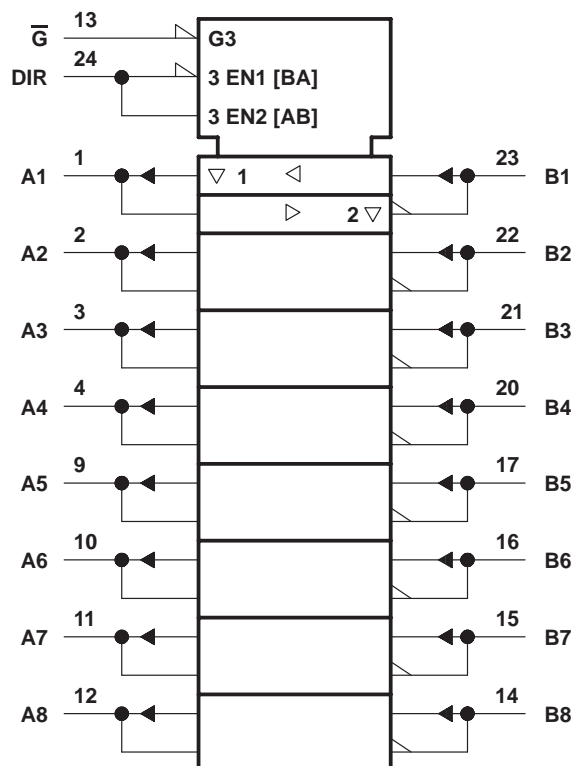 G̅ 13 G3
DIR 24 3 EN1 [BA]
3 EN2 [AB]
A1 1 1 23 B1
2
A2 2 22 B2
A3 3 21 B3
A4 4 20 B4
A5 9 17 B5
A6 10 16 B6
A7 11 15 B7
A8 12 14 B8